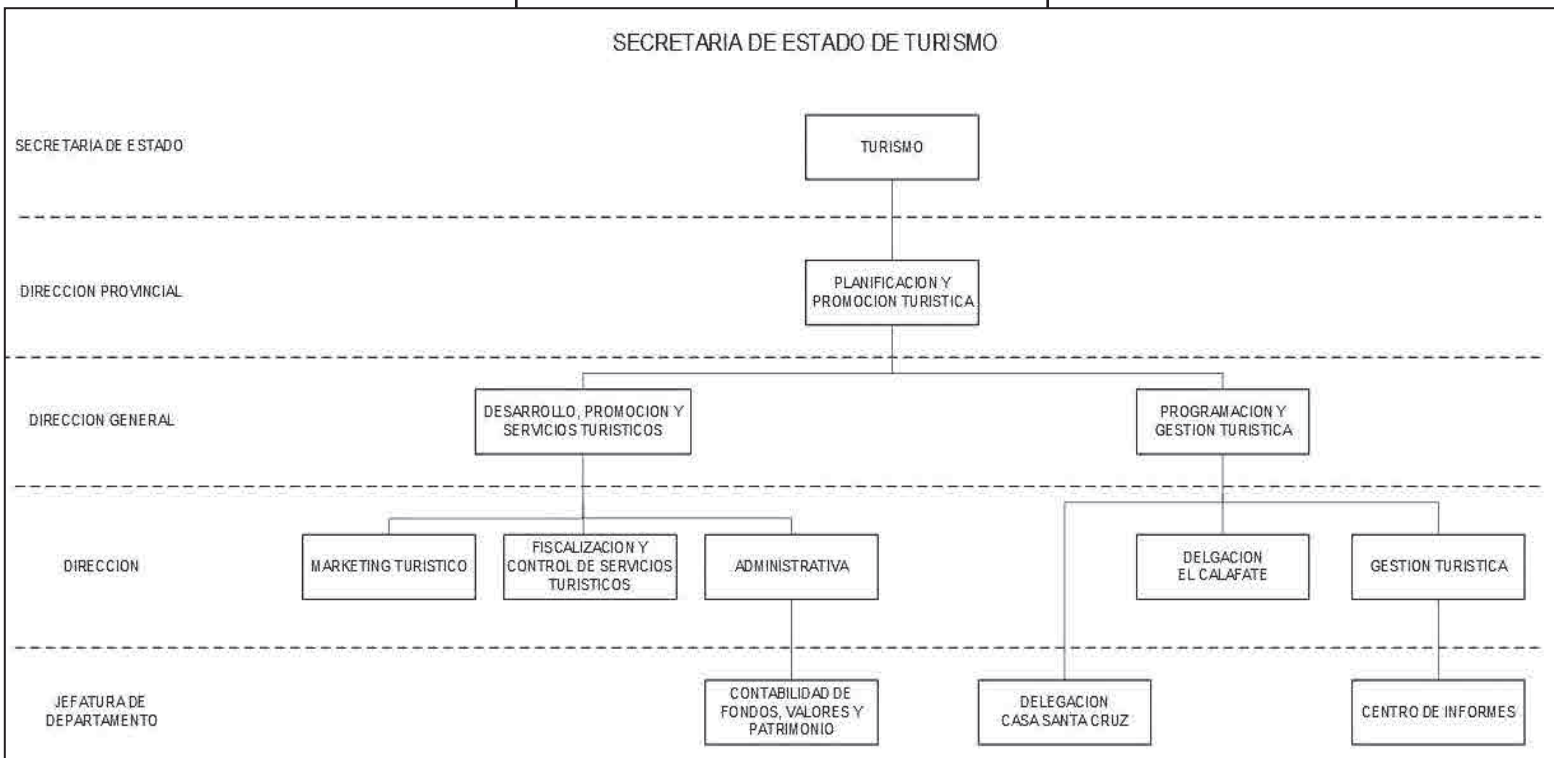 SECRETARIA DE ESTADO DE TURISMO
SECRETARIA DE ESTADO
TURISMO
DIRECCION PROVINCIAL
PLANIFICACION Y
PROMOCION TURISTICA
DIRECCION GENERAL
DESARROLLO, PROMOCION Y
SERVICIOS TURISTICOS
PROGRAMACION Y
GESTION TURISTICA
DIRECCION
MARKETING TURISTICO
FISCALIZACION Y
CONTROL DE SERVICIOS
TURISTICOS
ADMINISTRATIVA
DELGACION
EL CALAFATE
GESTION TURISTICA
JEFATURA DE
DEPARTAMENTO
CONTABILIDAD DE
FONDOS, VALORES Y
PATRIMONIO
DELEGACION
CASA SANTA CRUZ
CENTRO DE INFORMES